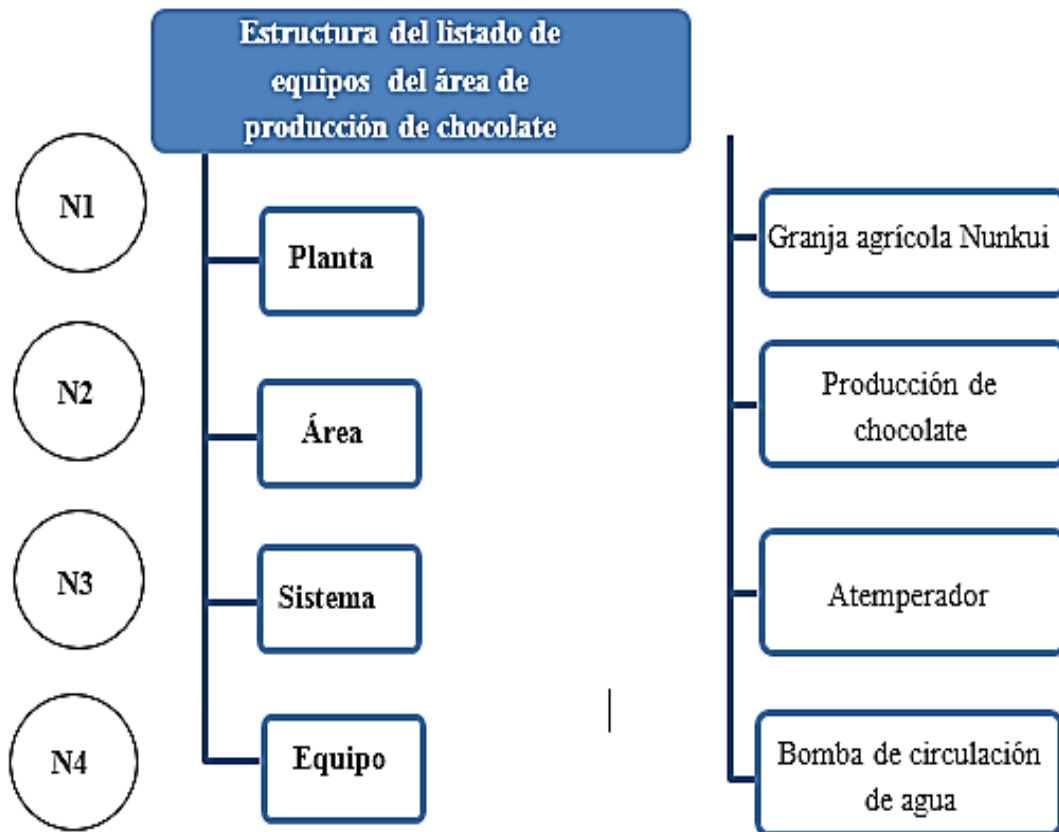 Estructura del listado de
equipos del área de
producción de chocolate
N1
Planta
Granja agrícola Nunkui
N2
Área
Producción de
chocolate
N3
Sistema
Atemperador
N4
Equipo
Bomba de circulación
de agua